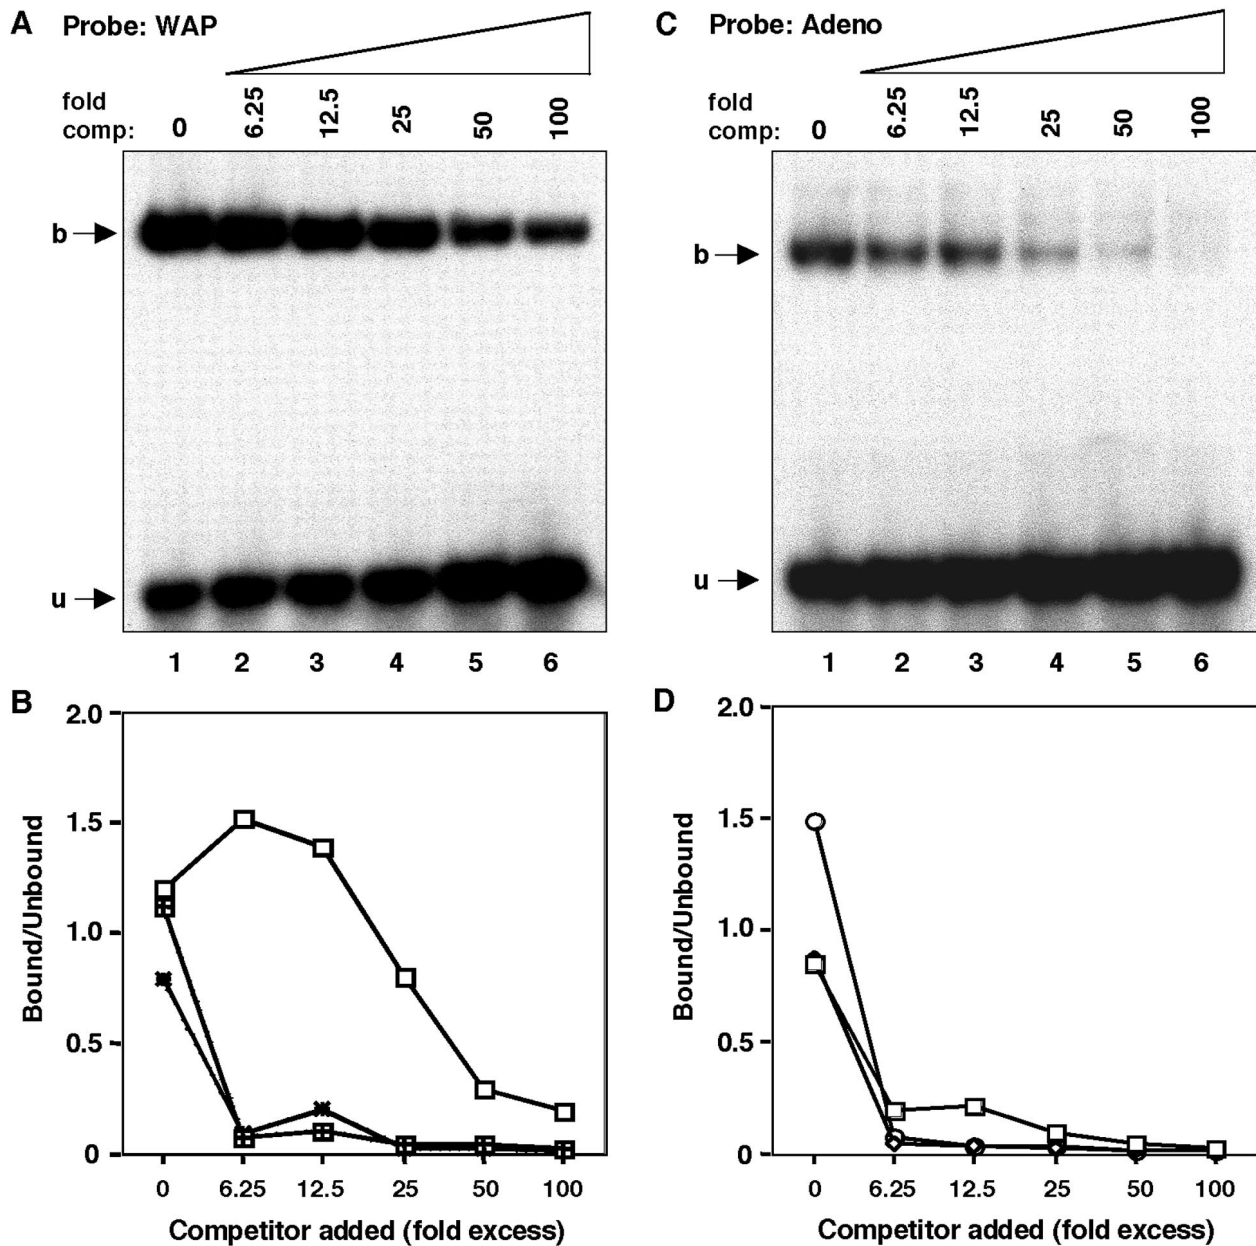 A Probe: WAP
fold
comp: 0 6.25 12.5 25 50 100
b
u
1 2 3 4 5 6
C Probe: Adeno
fold
comp: 0 6.25 12.5 25 50 100
b
u
1 2 3 4 5 6
B
2.0
1.5
1.0
0.5
0
Bound/Unbound
0 6.25 12.5 25 50 100
Competitor added (fold excess)
D
2.0
1.5
1.0
0.5
0
Bound/Unbound
0 6.25 12.5 25 50 100
Competitor added (fold excess)